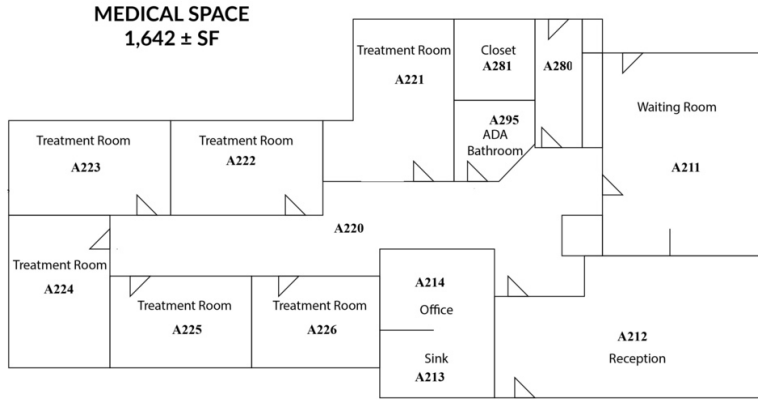 MEDICAL SPACE
1,642 ± SF
Treatment Room
A221
Closet
A281
A280
Waiting Room
A211
A295
ADA
Bathroom
Treatment Room
A223
Treatment Room
A222
A220
Treatment Room
A224
Treatment Room
A225
Treatment Room
A226
A214
Office
Sink
A213
A212
Reception